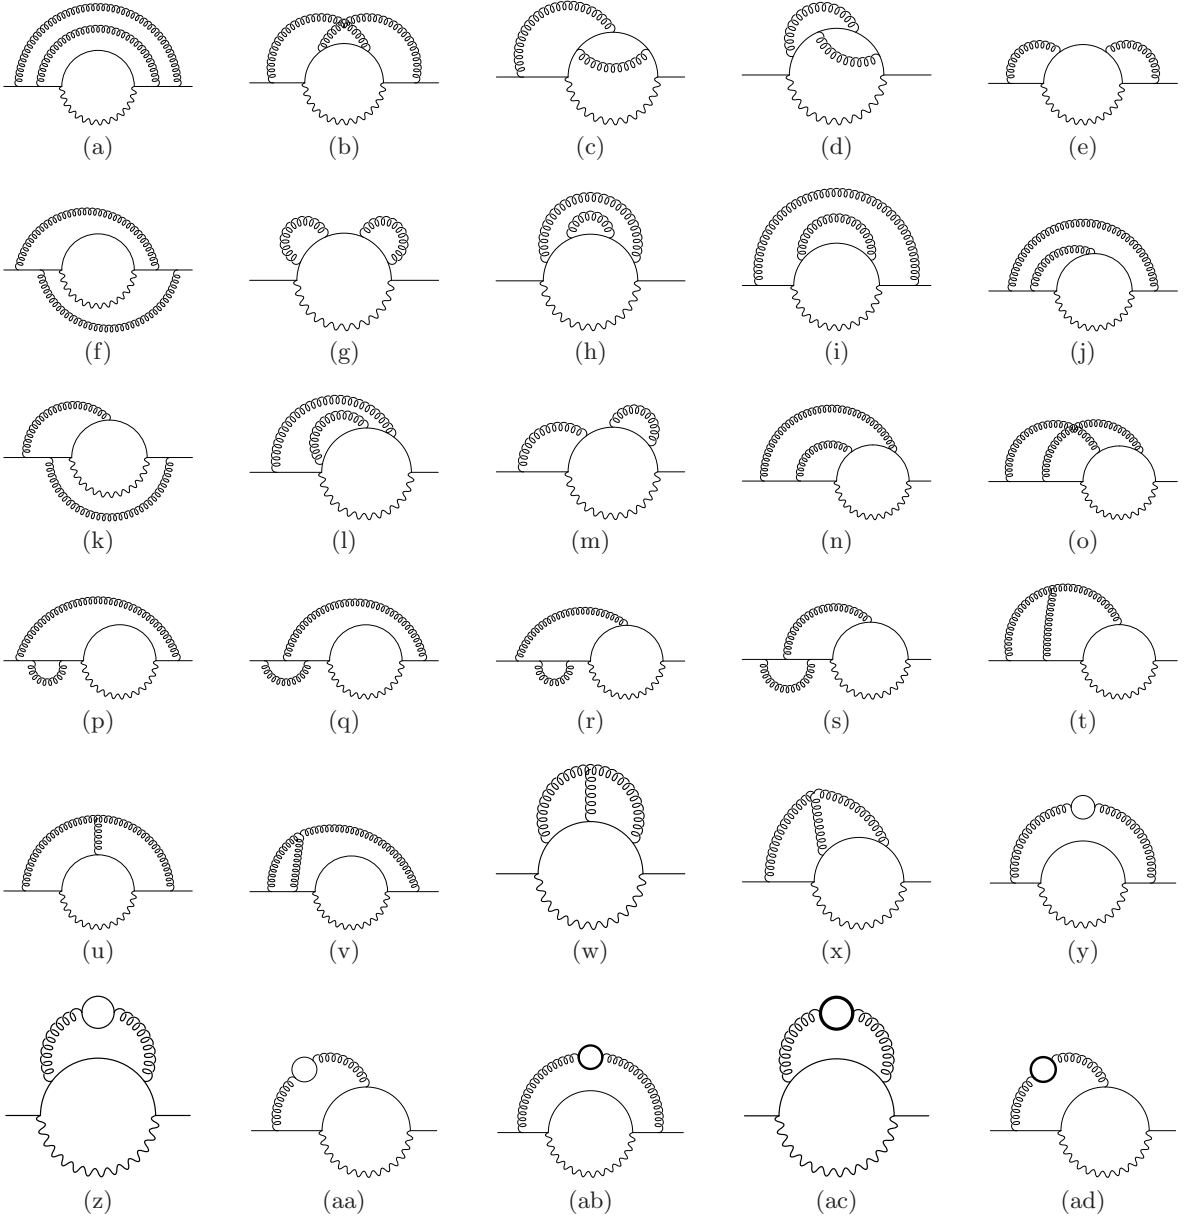 (a) (b) (c) (d) (e)
(f) (g) (h) (i) (j)
(k) (l) (m) (n) (o)
(p) (q) (r) (s) (t)
(u) (v) (w) (x) (y)
(z) (aa) (ab) (ac) (ad)